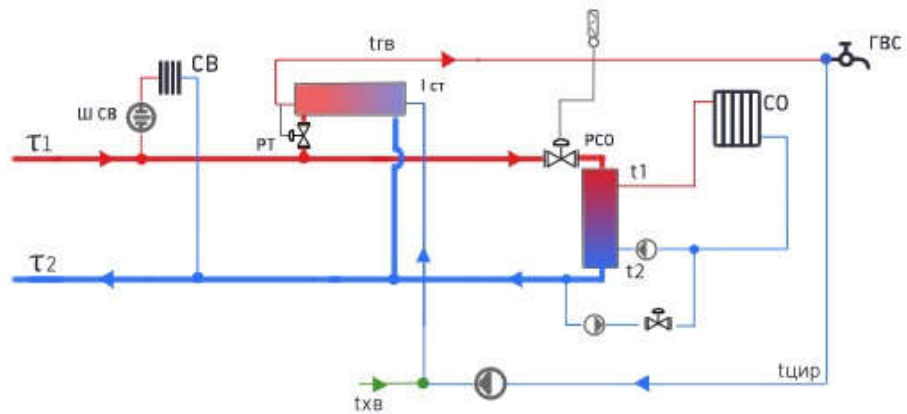 tгв
ГВС
СВ
I ст
СО
Ш СВ
τ1
РТ
РСО
t1
τ2
t2
tцир
tхв